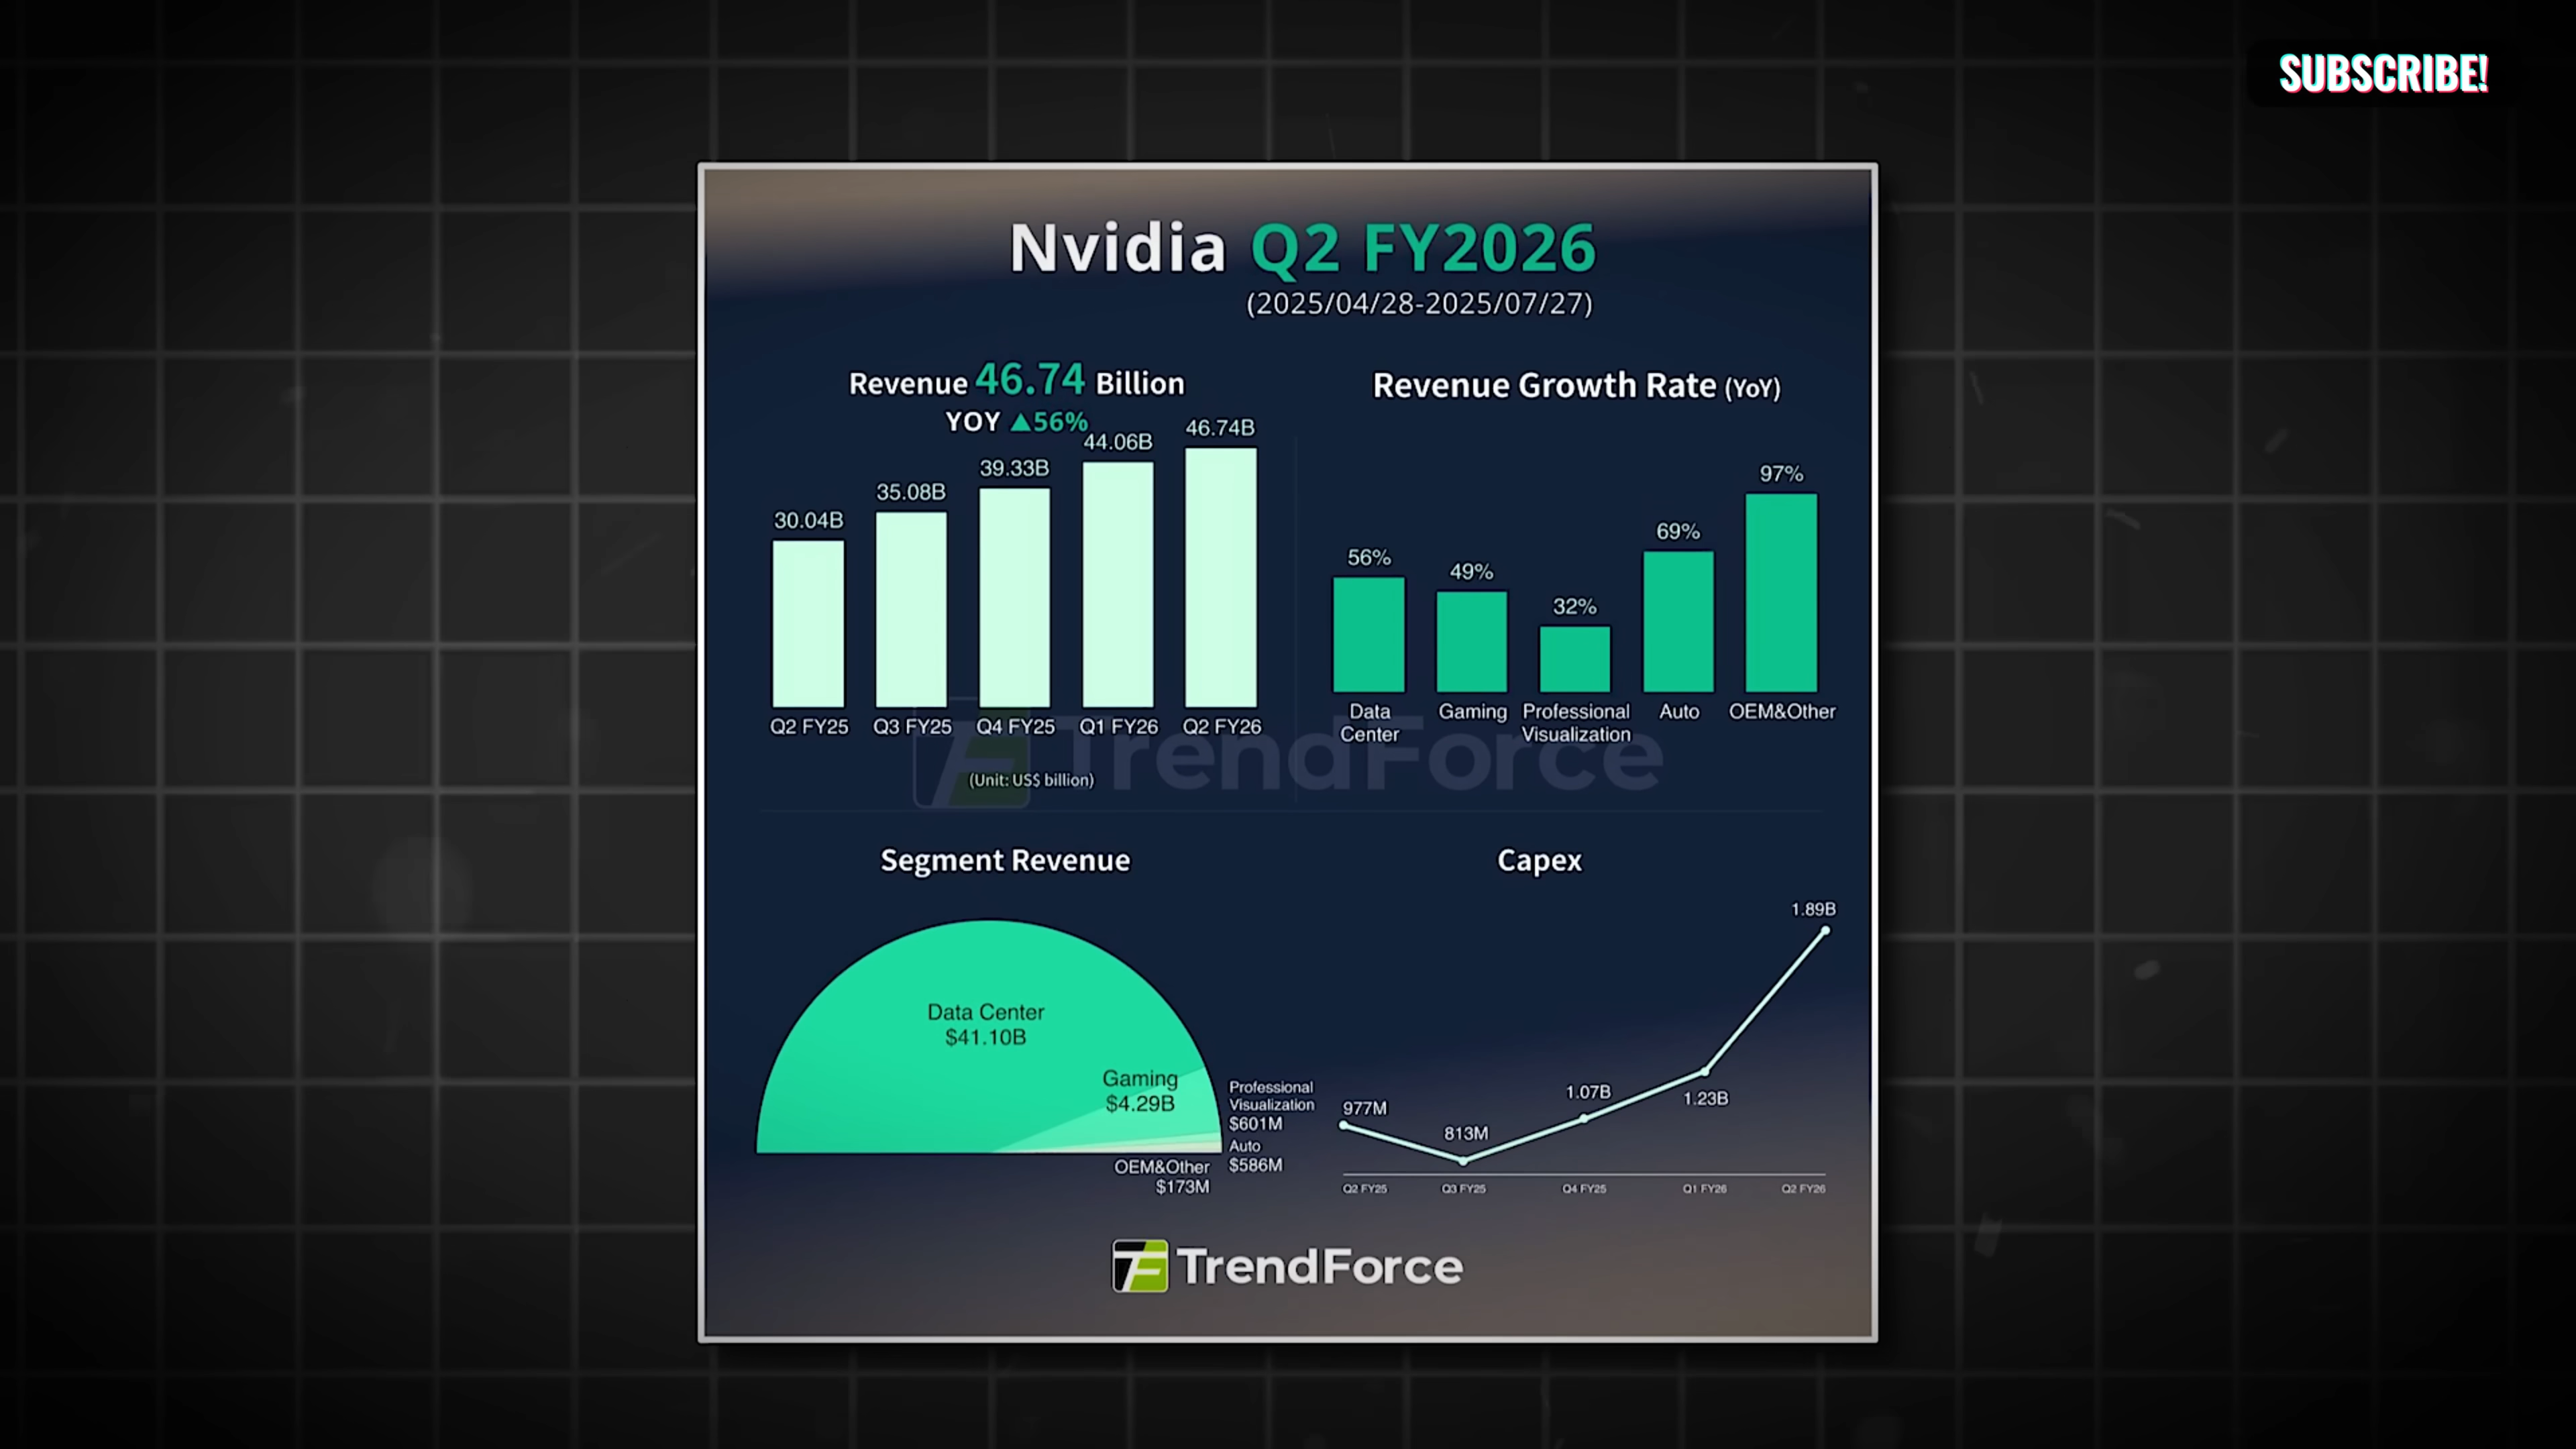 SUBSCRIBE!
Nvidia Q2 FY2026
(2025/04/28-2025/07/27)
Revenue 46.74 Billion
YOY ▲56%
30.04B
35.08B
39.33B
44.06B
46.74B
Q2 FY25
Q3 FY25
Q4 FY25
Q1 FY26
Q2 FY26
(Unit: US$ billion)
Revenue Growth Rate (YoY)
56%
49%
32%
69%
97%
Data
Center
Gaming
Professional
Visualization
Auto
OEM&Other
TrendForce
Segment Revenue
Data Center
$41.10B
Gaming
$4.29B
Professional
Visualization
$601M
Auto
$586M
OEM&Other
$173M
Capex
977M
813M
1.07B
1.23B
1.89B
Q2 FY25
Q3 FY25
Q4 FY25
Q1 FY26
Q2 FY26
TrendForce